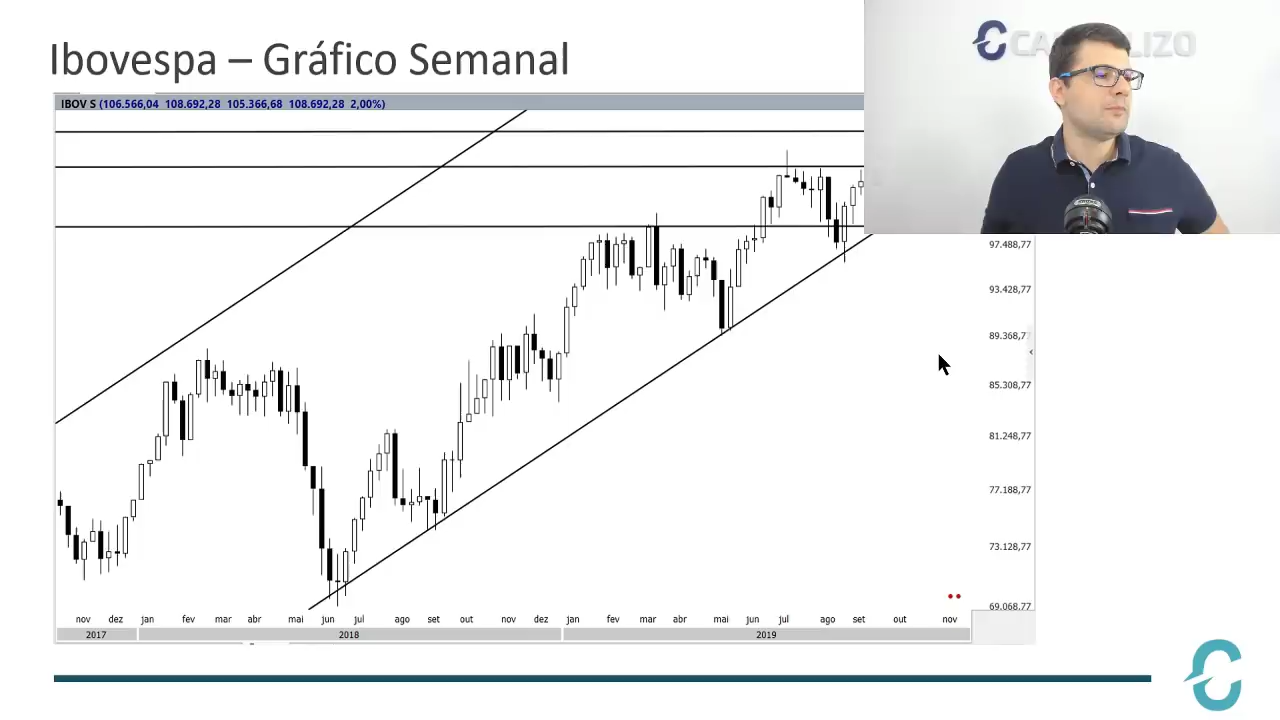 Ibovespa – Gráfico Semanal
IBOV S (106.566,04 108.692,28 105.366,68 108.692,28 2,00%)
97.488,77
93.428,77
89.368,77
85.308,77
81.248,77
77.188,77
73.128,77
69.068,77
nov dez jan fev mar abr mai jun jul ago set out nov dez jan fev mar abr mai jun jul ago set out nov
2017 2018 2019